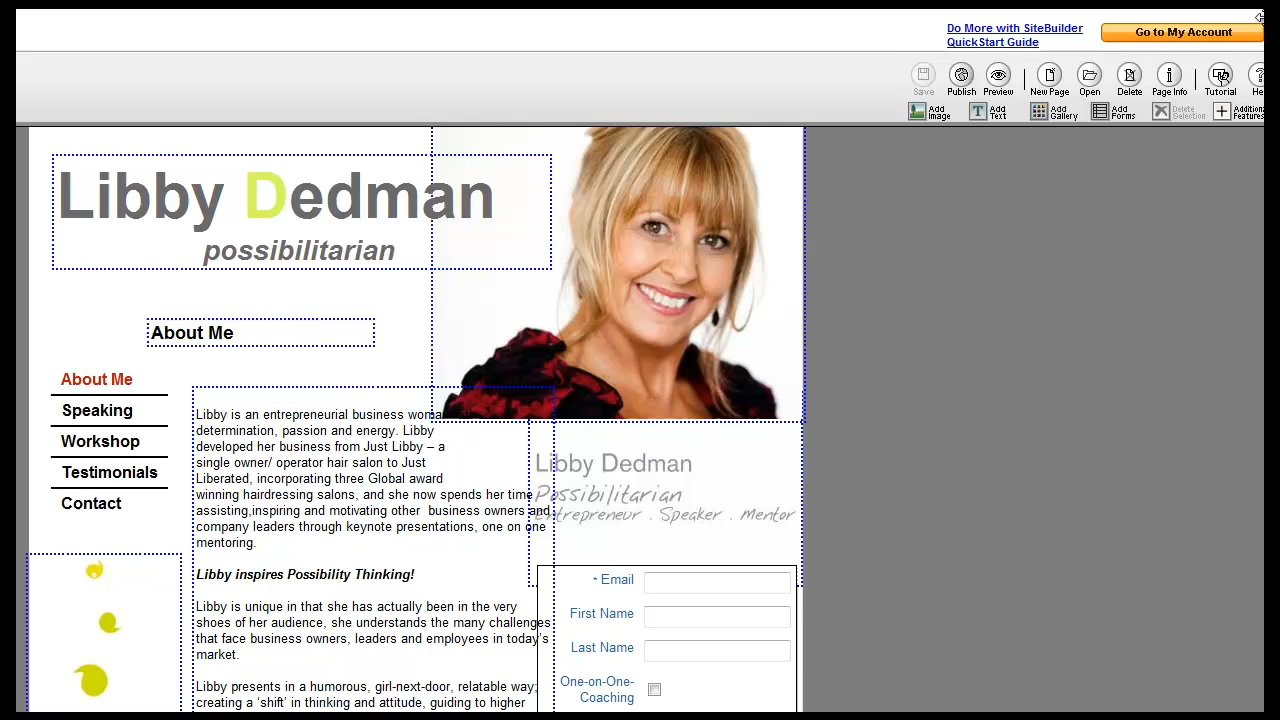 Do More with SiteBuilder
QuickStart Guide
Go to My Account
Save Publish Preview New Page Open Delete Page Info Tutorial
Add Image Add Text Add Gallery Add Forms Delete Selection
Libby Dedman
possibilitarian
About Me
About Me
Speaking
Workshop
Testimonials
Contact
Libby is an entrepreneurial business
determination, passion and energy. Libby
developed her business from Just Libby – a
single owner/ operator hair salon to Just
Liberated, incorporating three Global award
winning hairdressing salons, and she now spends her time
assisting,inspiring and motivating other business owners and
company leaders through keynote presentations, one on one
mentoring.
Libby inspires Possibility Thinking!
Libby is unique in that she has actually been in the very
shoes of her audience, she understands the many challenges
that face business owners, leaders and employees in today’s
market.
Libby presents in a humorous, girl-next-door, relatable way;
creating a ‘shift’ in thinking and attitude, guiding to higher
Libby Dedman
Possibilitarian
Entrepreneur . Speaker . Mentor
* Email
First Name
Last Name
One-on-One-
Coaching